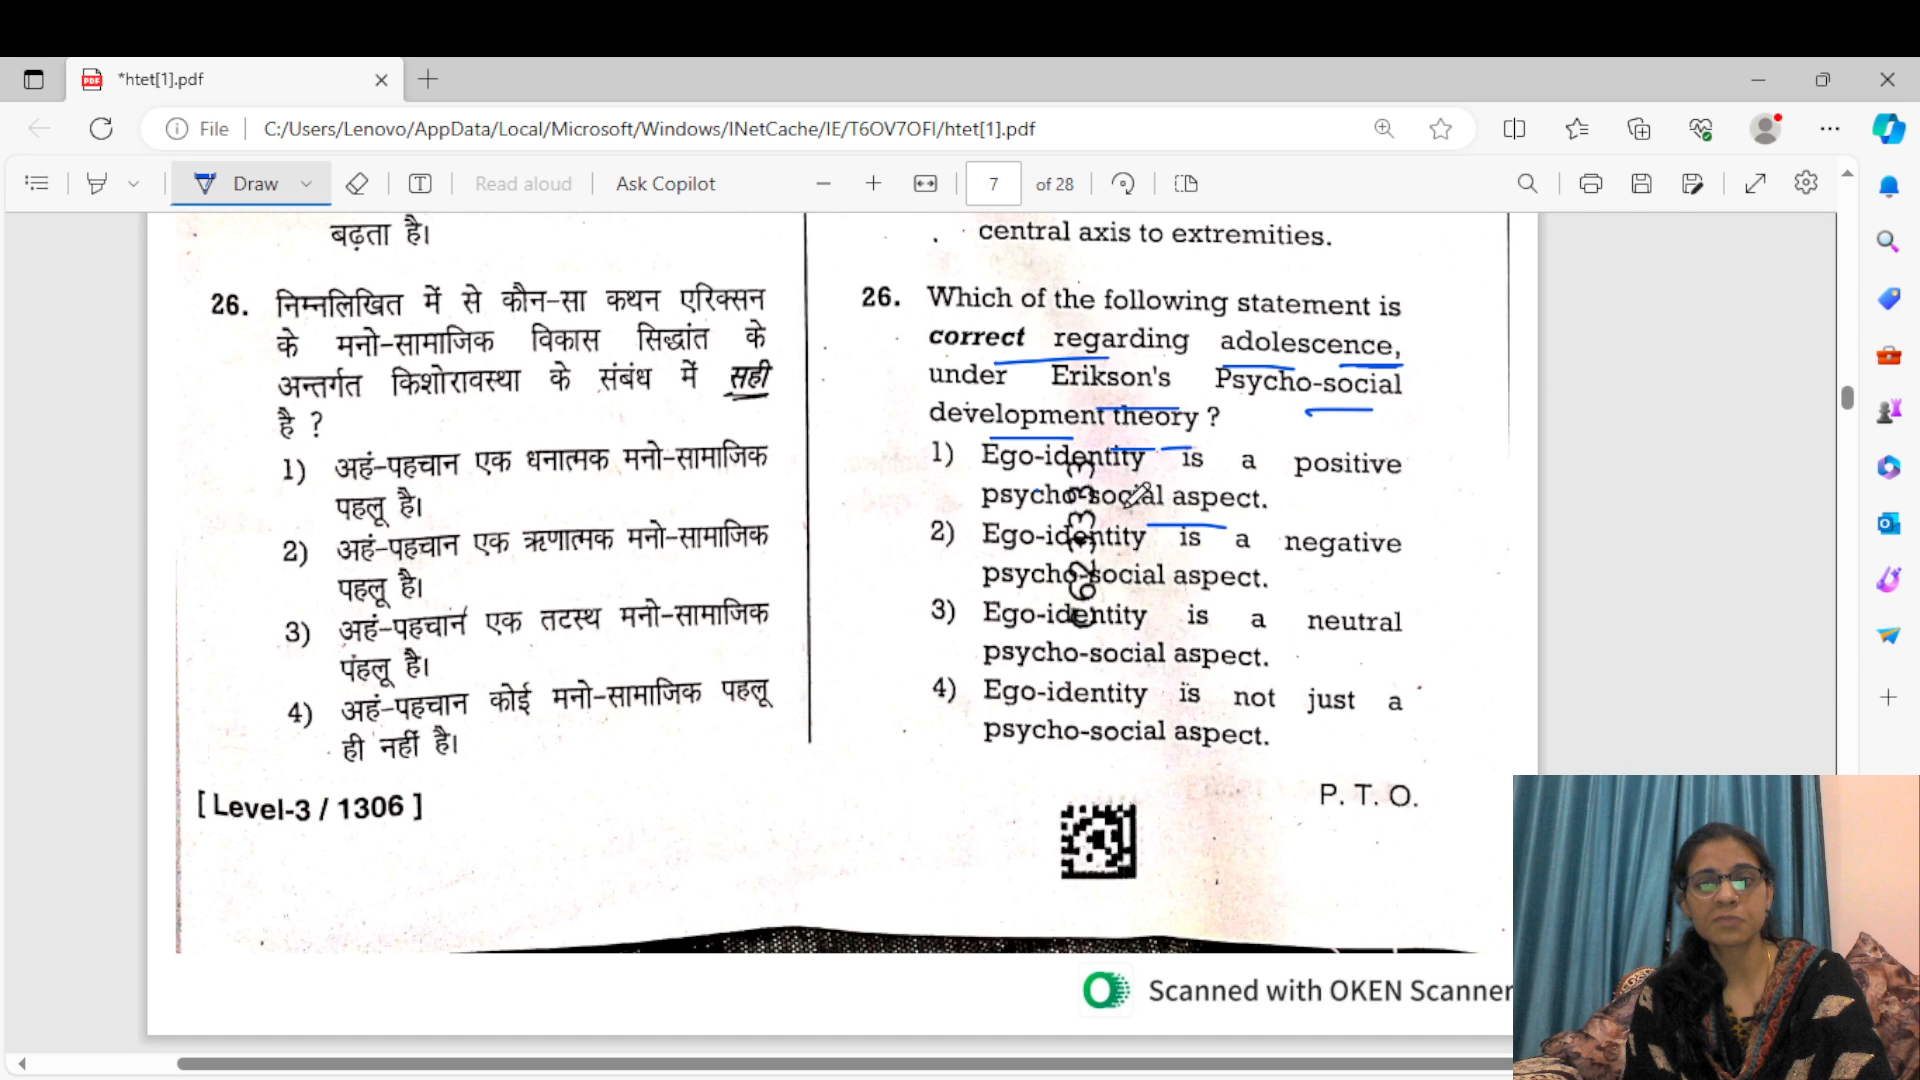 *htet[1].pdf
File
C:/Users/Lenovo/AppData/Local/Microsoft/Windows/INetCache/IE/T6OV7OFI/htet[1].pdf
Draw
Read aloud
Ask Copilot
7 of 28
बढ़ता है।
26. निम्नलिखित में से कौन-सा कथन एरिक्सन
के मनो-सामाजिक विकास सिद्धांत के
अन्तर्गत किशोरावस्था के संबंध में सही
है ?
1) अहं-पहचान एक धनात्मक मनो-सामाजिक
पहलू है।
2) अहं-पहचान एक ऋणात्मक मनो-सामाजिक
पहलू है।
3) अहं-पहचान एक तटस्थ मनो-सामाजिक
पहलू है।
4) अहं-पहचान कोई मनो-सामाजिक पहलू
ही नहीं है।
[ Level-3 / 1306 ]
central axis to extremities.
26. Which of the following statement is
correct regarding adolescence,
under Erikson's Psycho-social
development theory ?
1) Ego-identity is a positive
psycho-social aspect.
2) Ego-identity is a negative
psycho-social aspect.
3) Ego-identity is a neutral
psycho-social aspect.
4) Ego-identity is not just a
psycho-social aspect.
P. T. O.
Scanned with OKEN Scanner